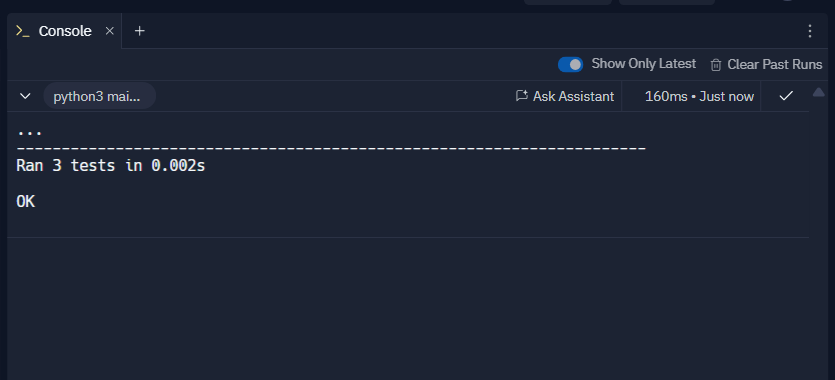 Console
Show Only Latest Clear Past Runs
python3 mai... Ask Assistant 160ms • Just now
...
----------------------------------------------------------------------
Ran 3 tests in 0.002s
OK